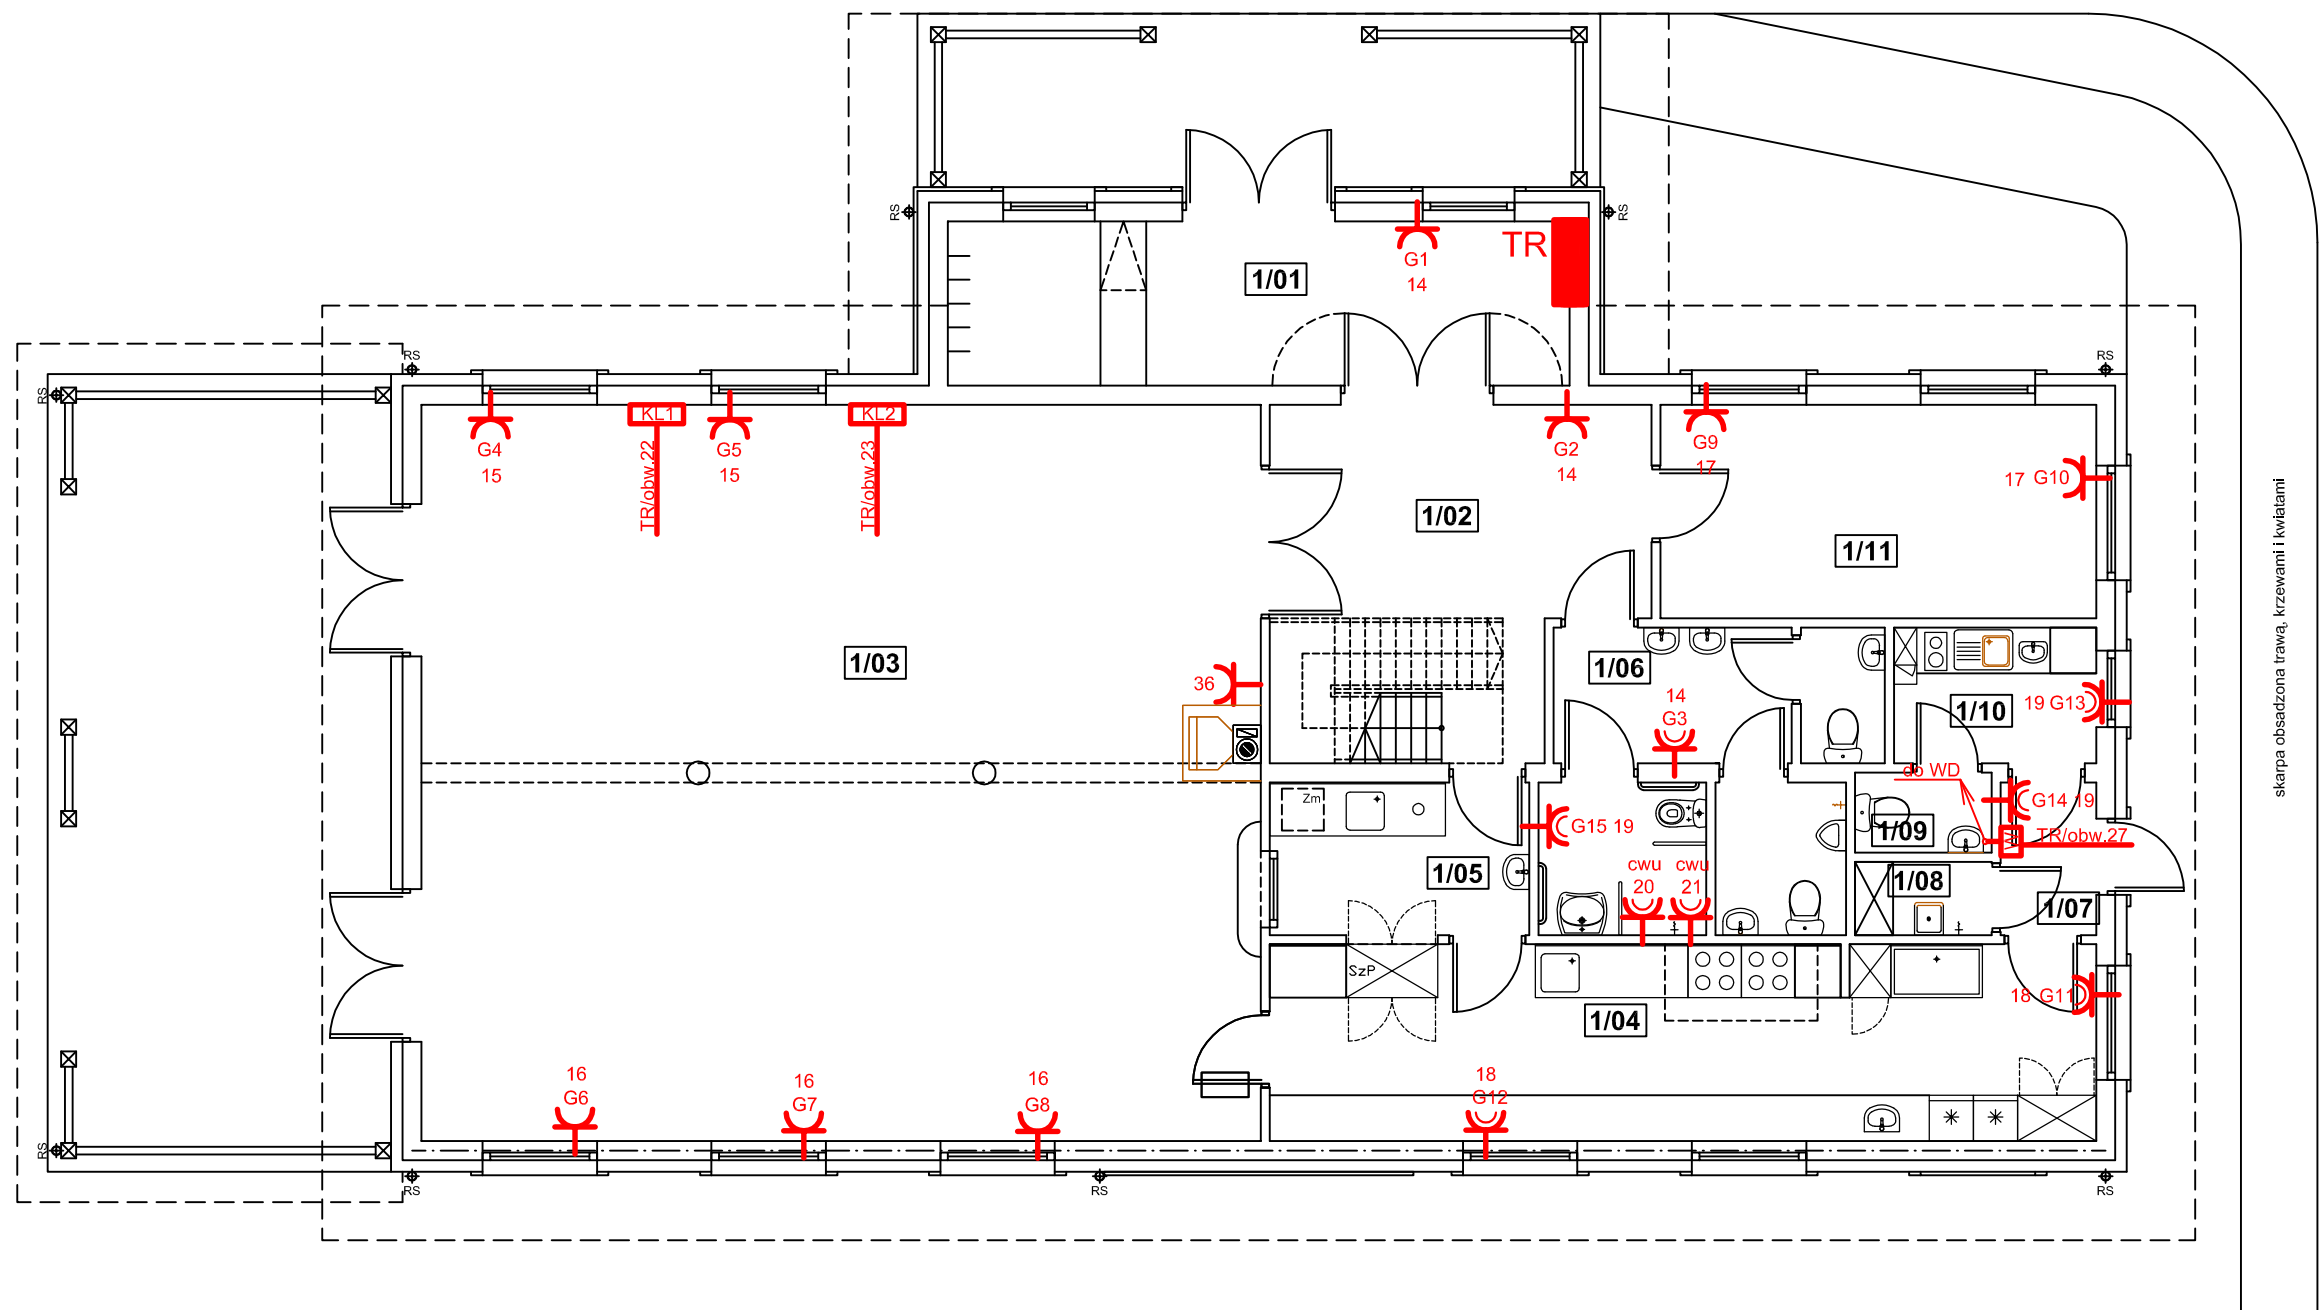 RS
RS
TR
G1
14
1/01
RS
RS
RS
RS
KL1
KL2
G4
15
TR/obw.22
G5
15
TR/obw.23
G2
14
G9
17
17 G10
1/02
1/11
skarpa obsadzona trawą, krzewami i kwiatami
1/03
1/06
36
14
G3
1/10
19 G13
do WD
Zm
G15 19
G14 19
1/09
TR/obw.27
1/05
cwu
20
cwu
21
1/08
1/07
SzP
18 G11
1/04
16
G6
16
G7
16
G8
18
G12
RS
RS
RS
RS